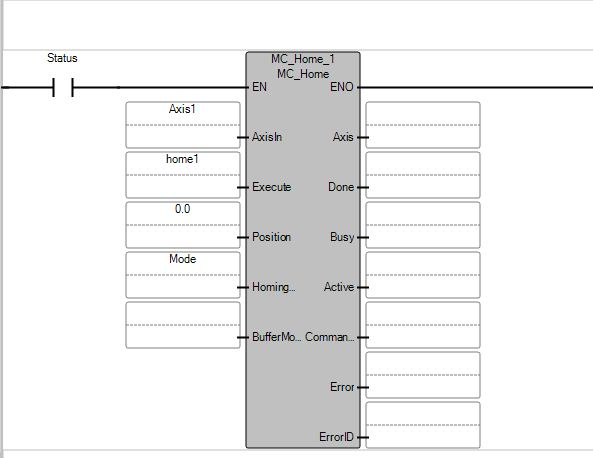 Status
MC_Home_1
MC_Home
EN ENO
Axis1
AxisIn Axis
home1
Execute Done
0.0
Position Busy
Mode
Homing... Active
BufferMo... Comman...
Error
ErrorID